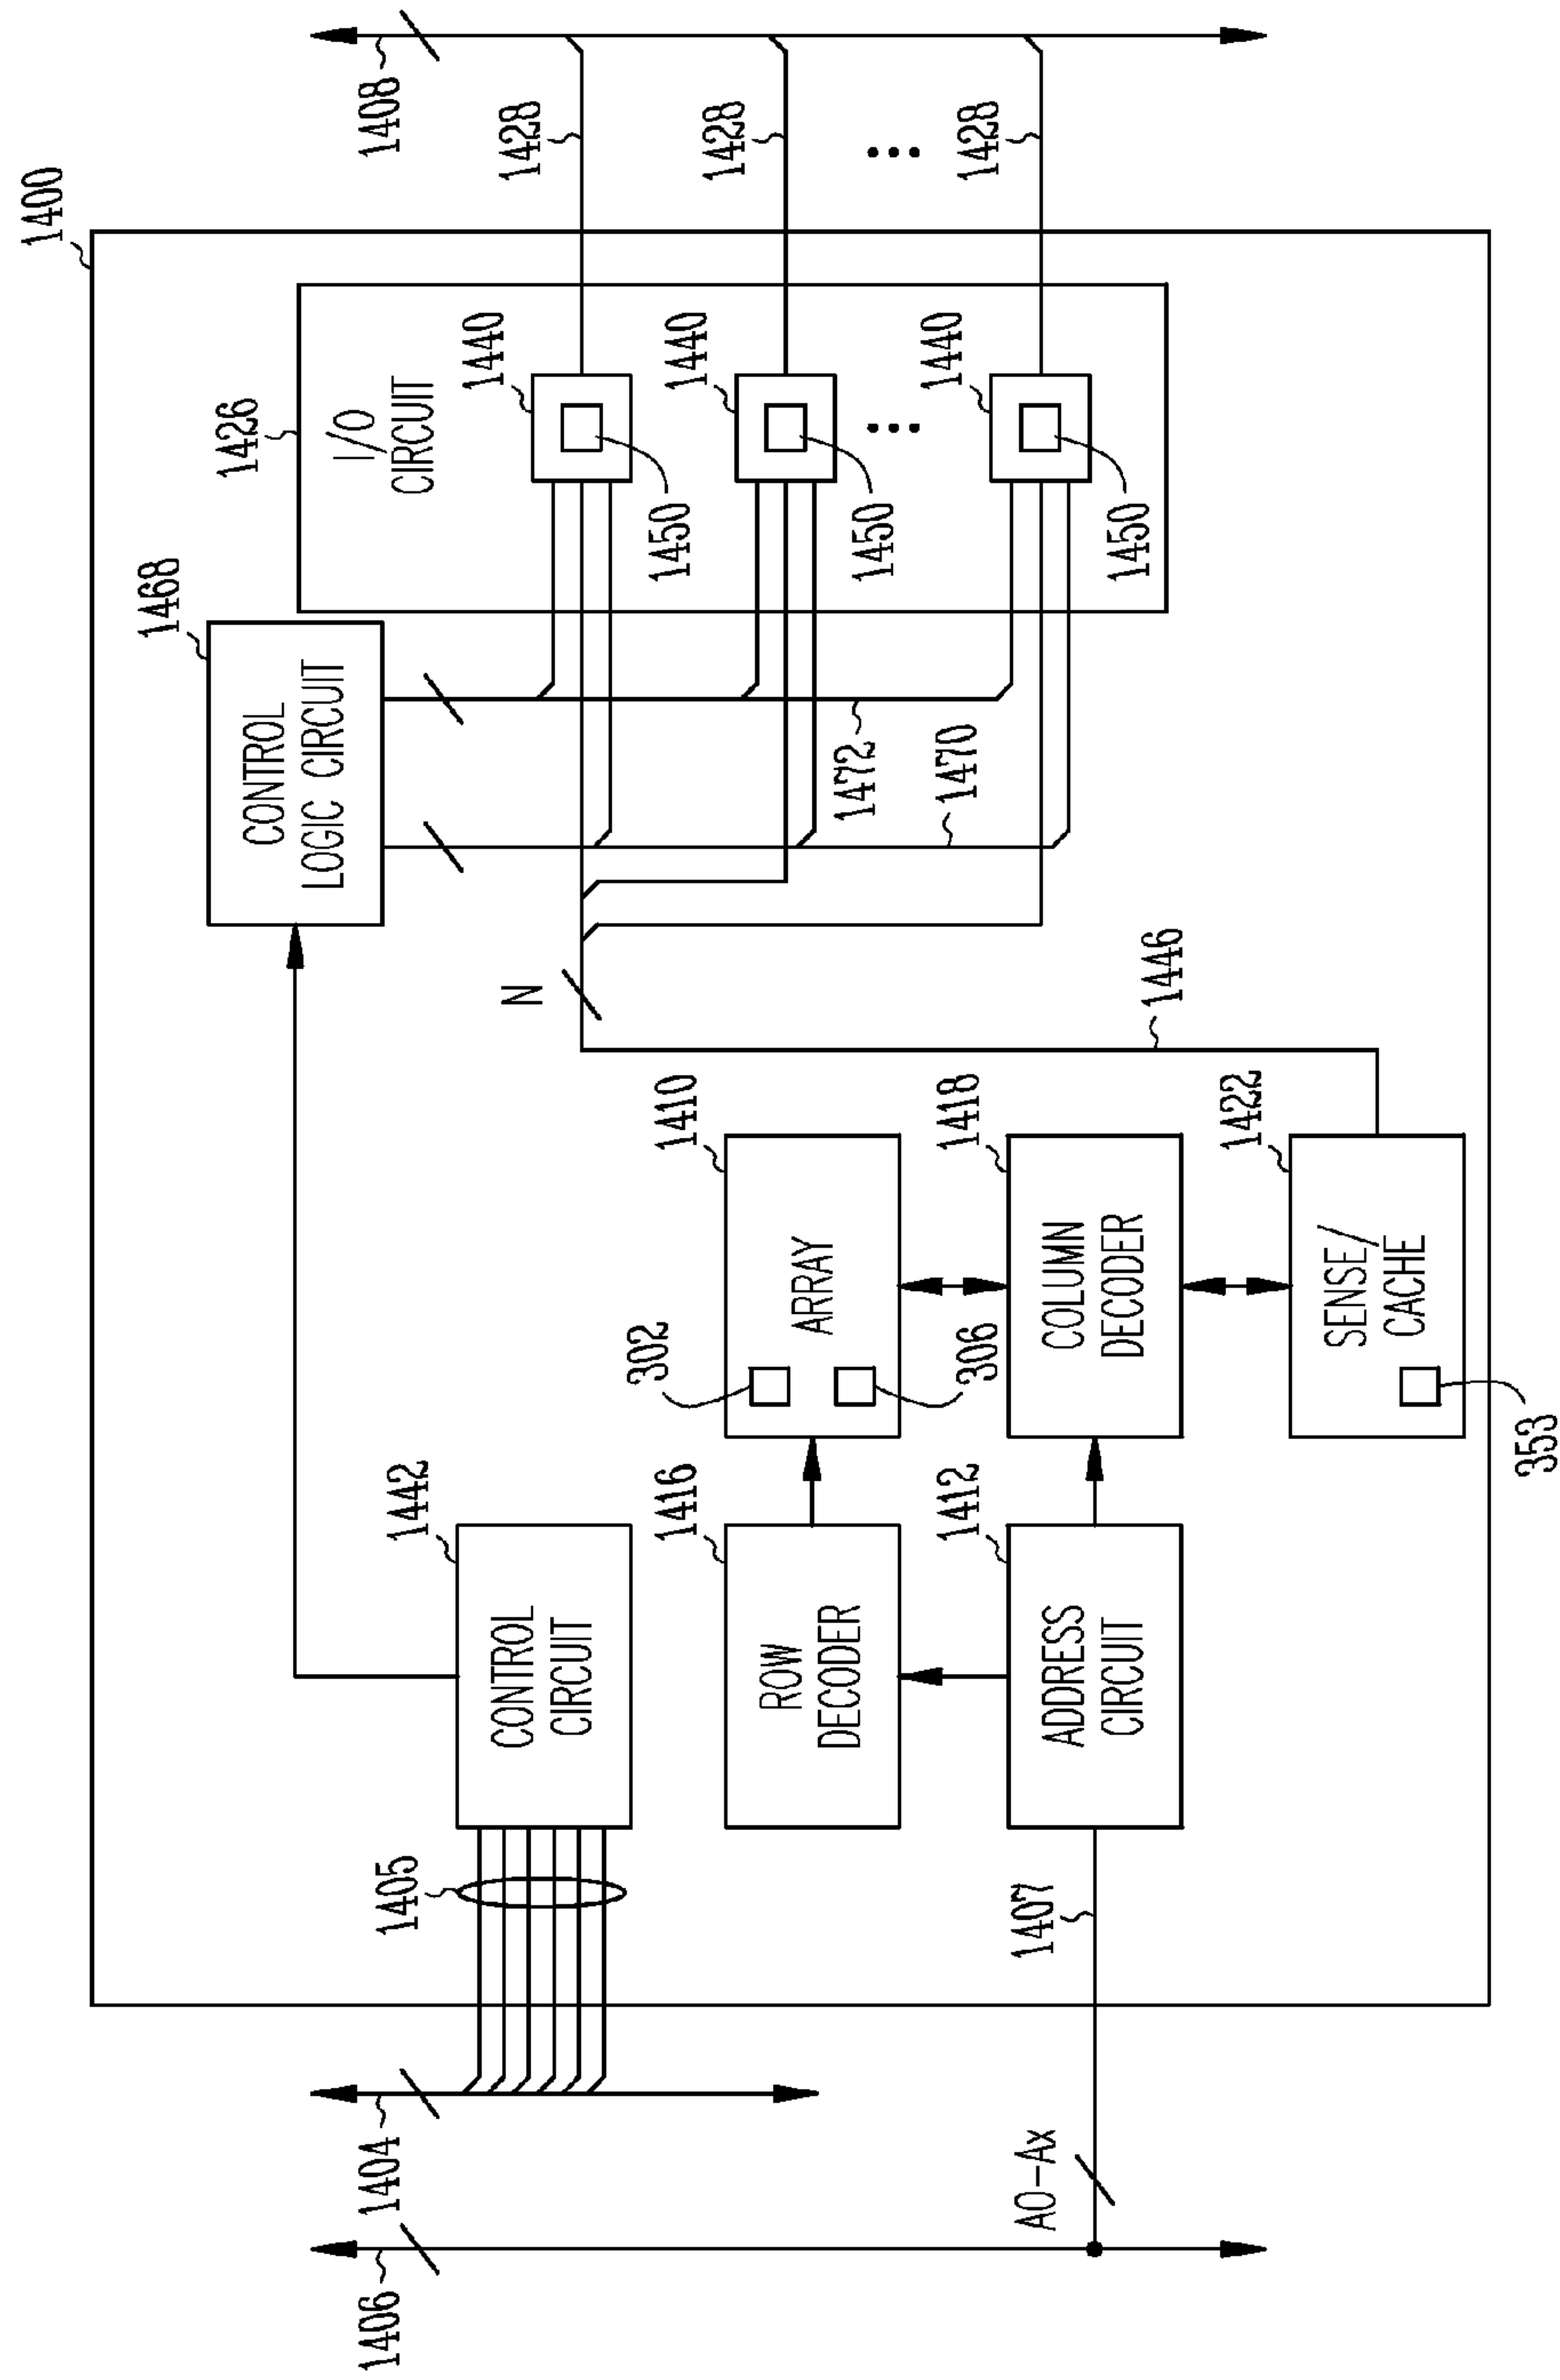 1400
1468
1426
CONTROL
LOGIC CIRCUIT
I/O
CIRCUIT
1406
1404
1405
1442
1408
CONTROL
CIRCUIT
N
1440
1428
1450
302
1416
1410
1440
1428
ROW
DECODER
ARRAY
1472
1450
A0–Ax
1407
1412
306
1418
1470
1440
1428
ADDRESS
CIRCUIT
COLUMN
DECODER
1450
1446
1422
SENSE/
CACHE
353